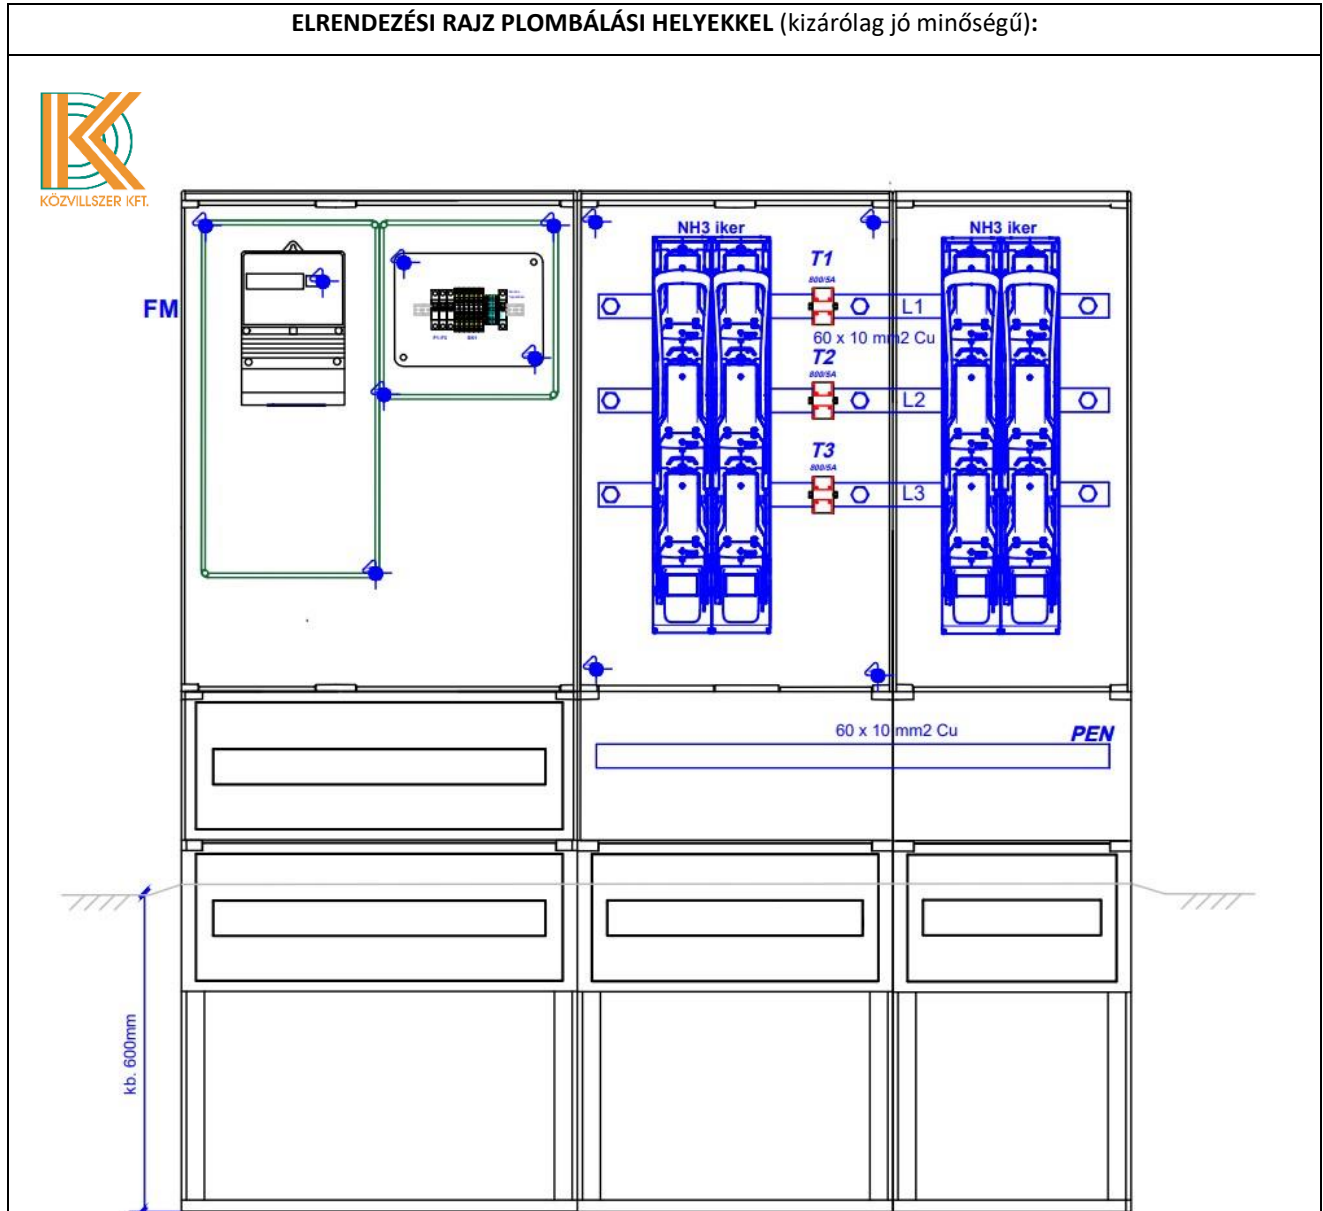 ELRENDEZÉSI RAJZ PLOMBÁLÁSI HELYEKKEL (kizárólag jó minőségű):
KÖZVILLSZER KFT.
FM
NH3 iker
NH3 iker
T1
800/5A
L1
60 x 10 mm2 Cu
T2
800/5A
L2
T3
800/5A
L3
60 x 10 mm2 Cu
PEN
kb. 600mm